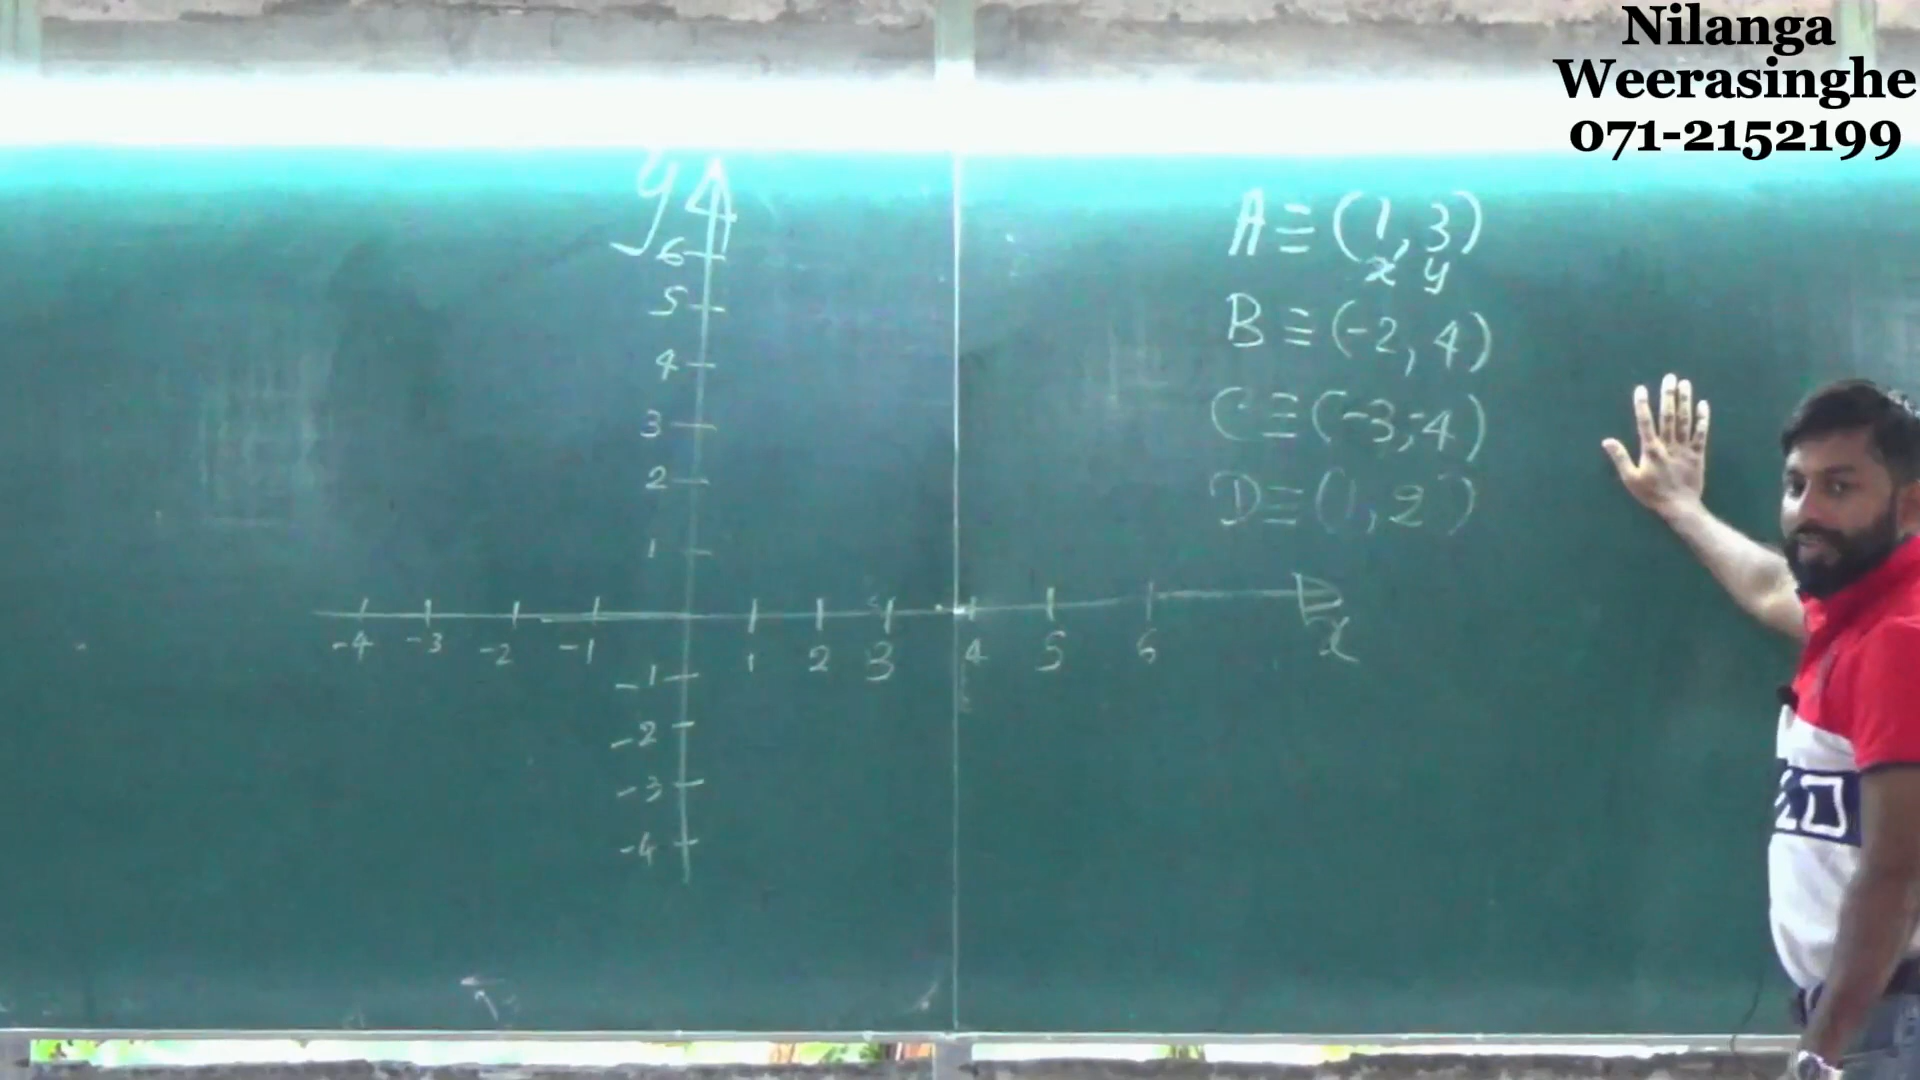 Nilanga
Weerasinghe
071-2152199
y
6
5
4
3
2
1
-4 -3 -2 -1 1 2 3 4 5 6 x
-1
-2
-3
-4
A ≡ (1, 3)
x y
B ≡ (-2, 4)
C ≡ (-3, -4)
D ≡ (1, 2)